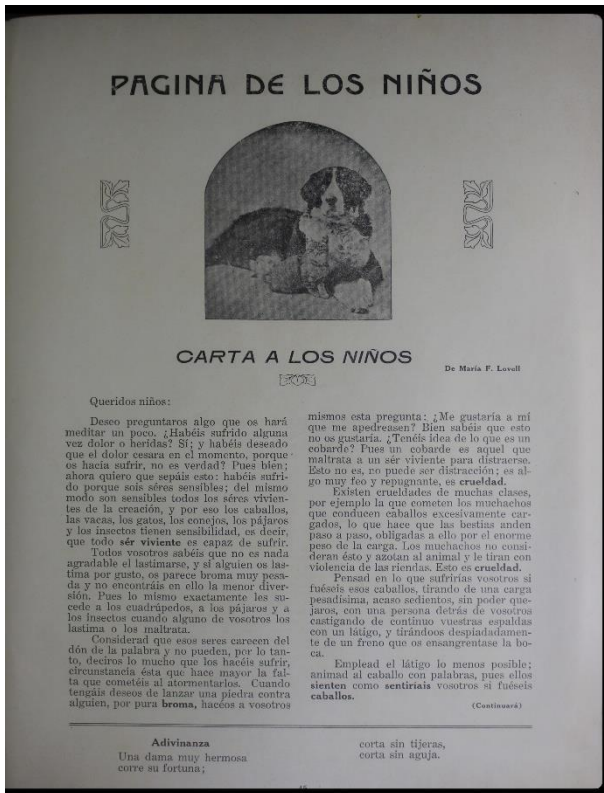 PAGINA DE LOS NIÑOS
CARTA A LOS NIÑOS
De María F. Lovell
Queridos niños:
Deseo preguntaros algo que os hará
meditar un poco. ¿Habéis sufrido alguna
vez dolor o heridas? Sí; y habéis deseado
que el dolor cesara en el momento, porque
os hacía sufrir, no es verdad? Pues bien;
ahora quiero que sepáis esto: habéis sufri-
do porque sois séres sensibles; del mismo
modo son sensibles todos los séres vivien-
tes de la creación, y por eso los caballos,
las vacas, los gatos, los conejos, los pájaros
y los insectos tienen sensibilidad, es decir,
que todo sér viviente es capaz de sufrir.
Todos vosotros sabéis que no es nada
agradable el lastimarse, y sí alguien os las-
tima por gusto, os parece broma muy pesa-
da y no encontráis en ello la menor diver-
sión. Pues lo mismo exactamente les su-
cede a los cuadrúpedos, a los pájaros y a
los insectos cuando alguno de vosotros los
lastima o los maltrata.
Considerad que esos seres carecen del
dón de la palabra y no pueden, por lo tan-
to, deciros lo mucho que los hacéis sufrir,
circunstancia ésta que hace mayor la fal-
ta que cometéis al atormentarlos. Cuando
tengáis deseos de lanzar una piedra contra
alguien, por pura broma, hacéos a vosotros
mismos esta pregunta: ¿Me gustaría a mí
que me apedreasen? Bien sabéis que esto
no os gustaría. ¿Tenéis idea de lo que es un
cobarde? Pues un cobarde es aquel que
maltrata a un sér viviente para distraerse.
Esto no es, no puede ser distracción; es al-
go muy feo y repugnante, es crueldad.
Existen crueldades de muchas clases,
por ejemplo la que cometen los muchachos
que conducen caballos excesivamente car-
gados, lo que hace que las bestias anden
paso a paso, obligadas a ello por el enorme
peso de la carga. Los muchachos no consi-
deran ésto y azotan al animal y le tiran con
violencia de las riendas. Esto es crueldad.
Pensad en lo que sufriríais vosotros si
fuéseis esos caballos, tirando de una carga
pesadísima, acaso sedientos, sin poder que-
jaros, con una persona detrás de vosotros
castigando de continuo vuestras espaldas
con un látigo, y tirándoos despiadadamen-
te de un freno que os ensangrentase la bo-
ca.
Emplead el látigo lo menos posible;
animad al caballo con palabras, pues ellos
sienten como sentiríais vosotros si fuéseis
caballos.
(Continuará)
Adivinanza
Una dama muy hermosa
corre su fortuna;
corta sin tijeras,
corta sin aguja.